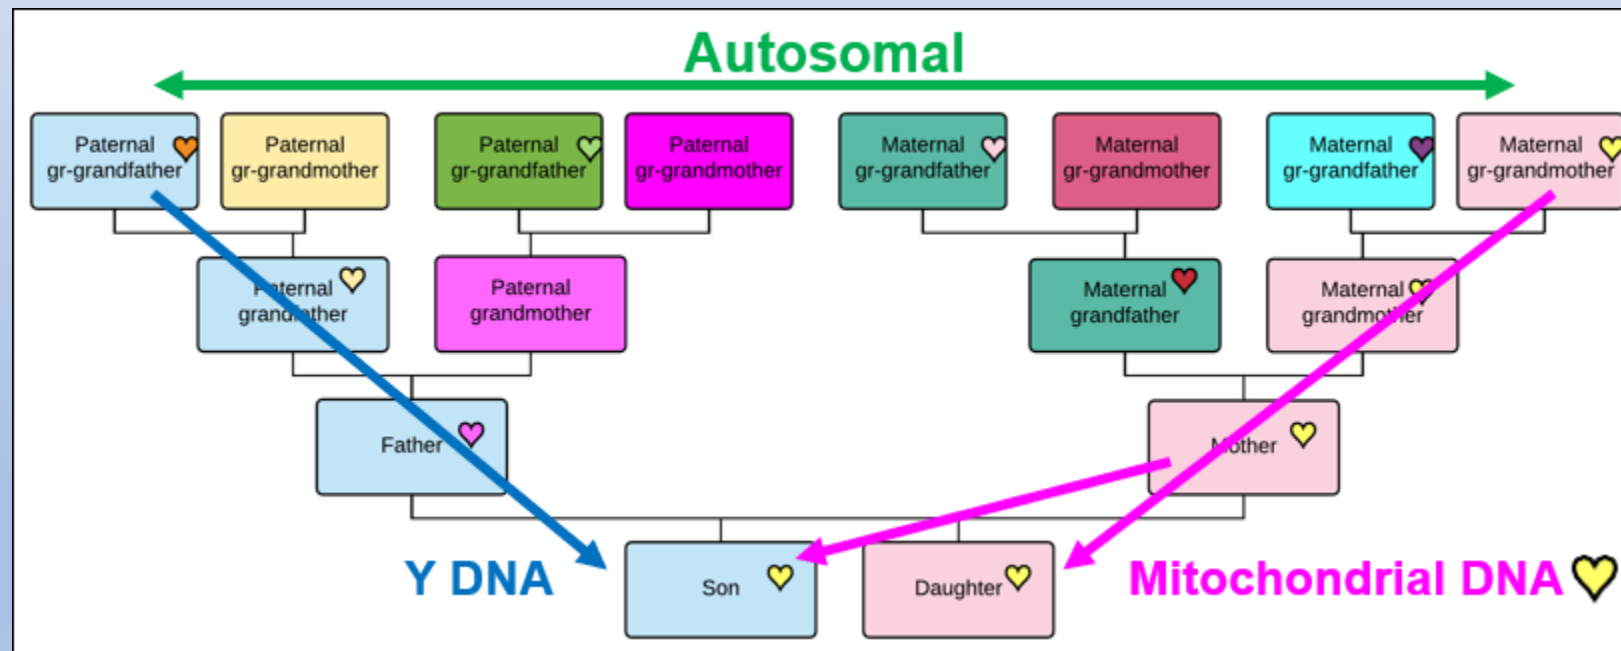 Autosomal
Paternal
gr-grandfather
Paternal
gr-grandmother
Paternal
gr-grandfather
Paternal
gr-grandmother
Maternal
gr-grandfather
Maternal
gr-grandmother
Maternal
gr-grandfather
Maternal
gr-grandmother
Paternal
grandfather
Paternal
grandmother
Maternal
grandfather
Maternal
grandmother
Father
Mother
Y DNA
Son
Daughter
Mitochondrial DNA